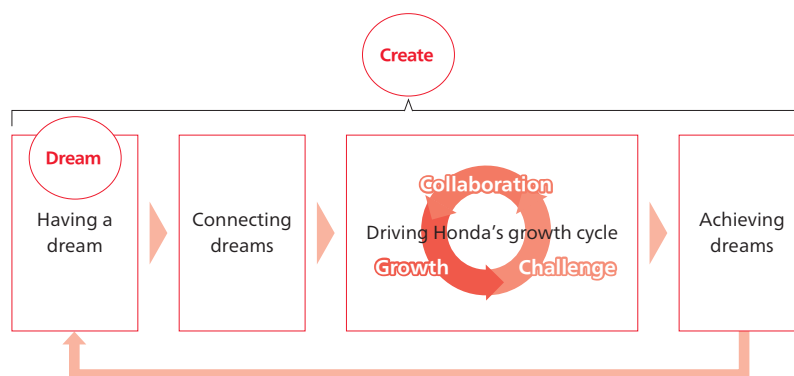 Create
Dream
Having a
dream
Connecting
dreams
Collaboration
Driving Honda's growth cycle
Growth
Challenge
Achieving
dreams